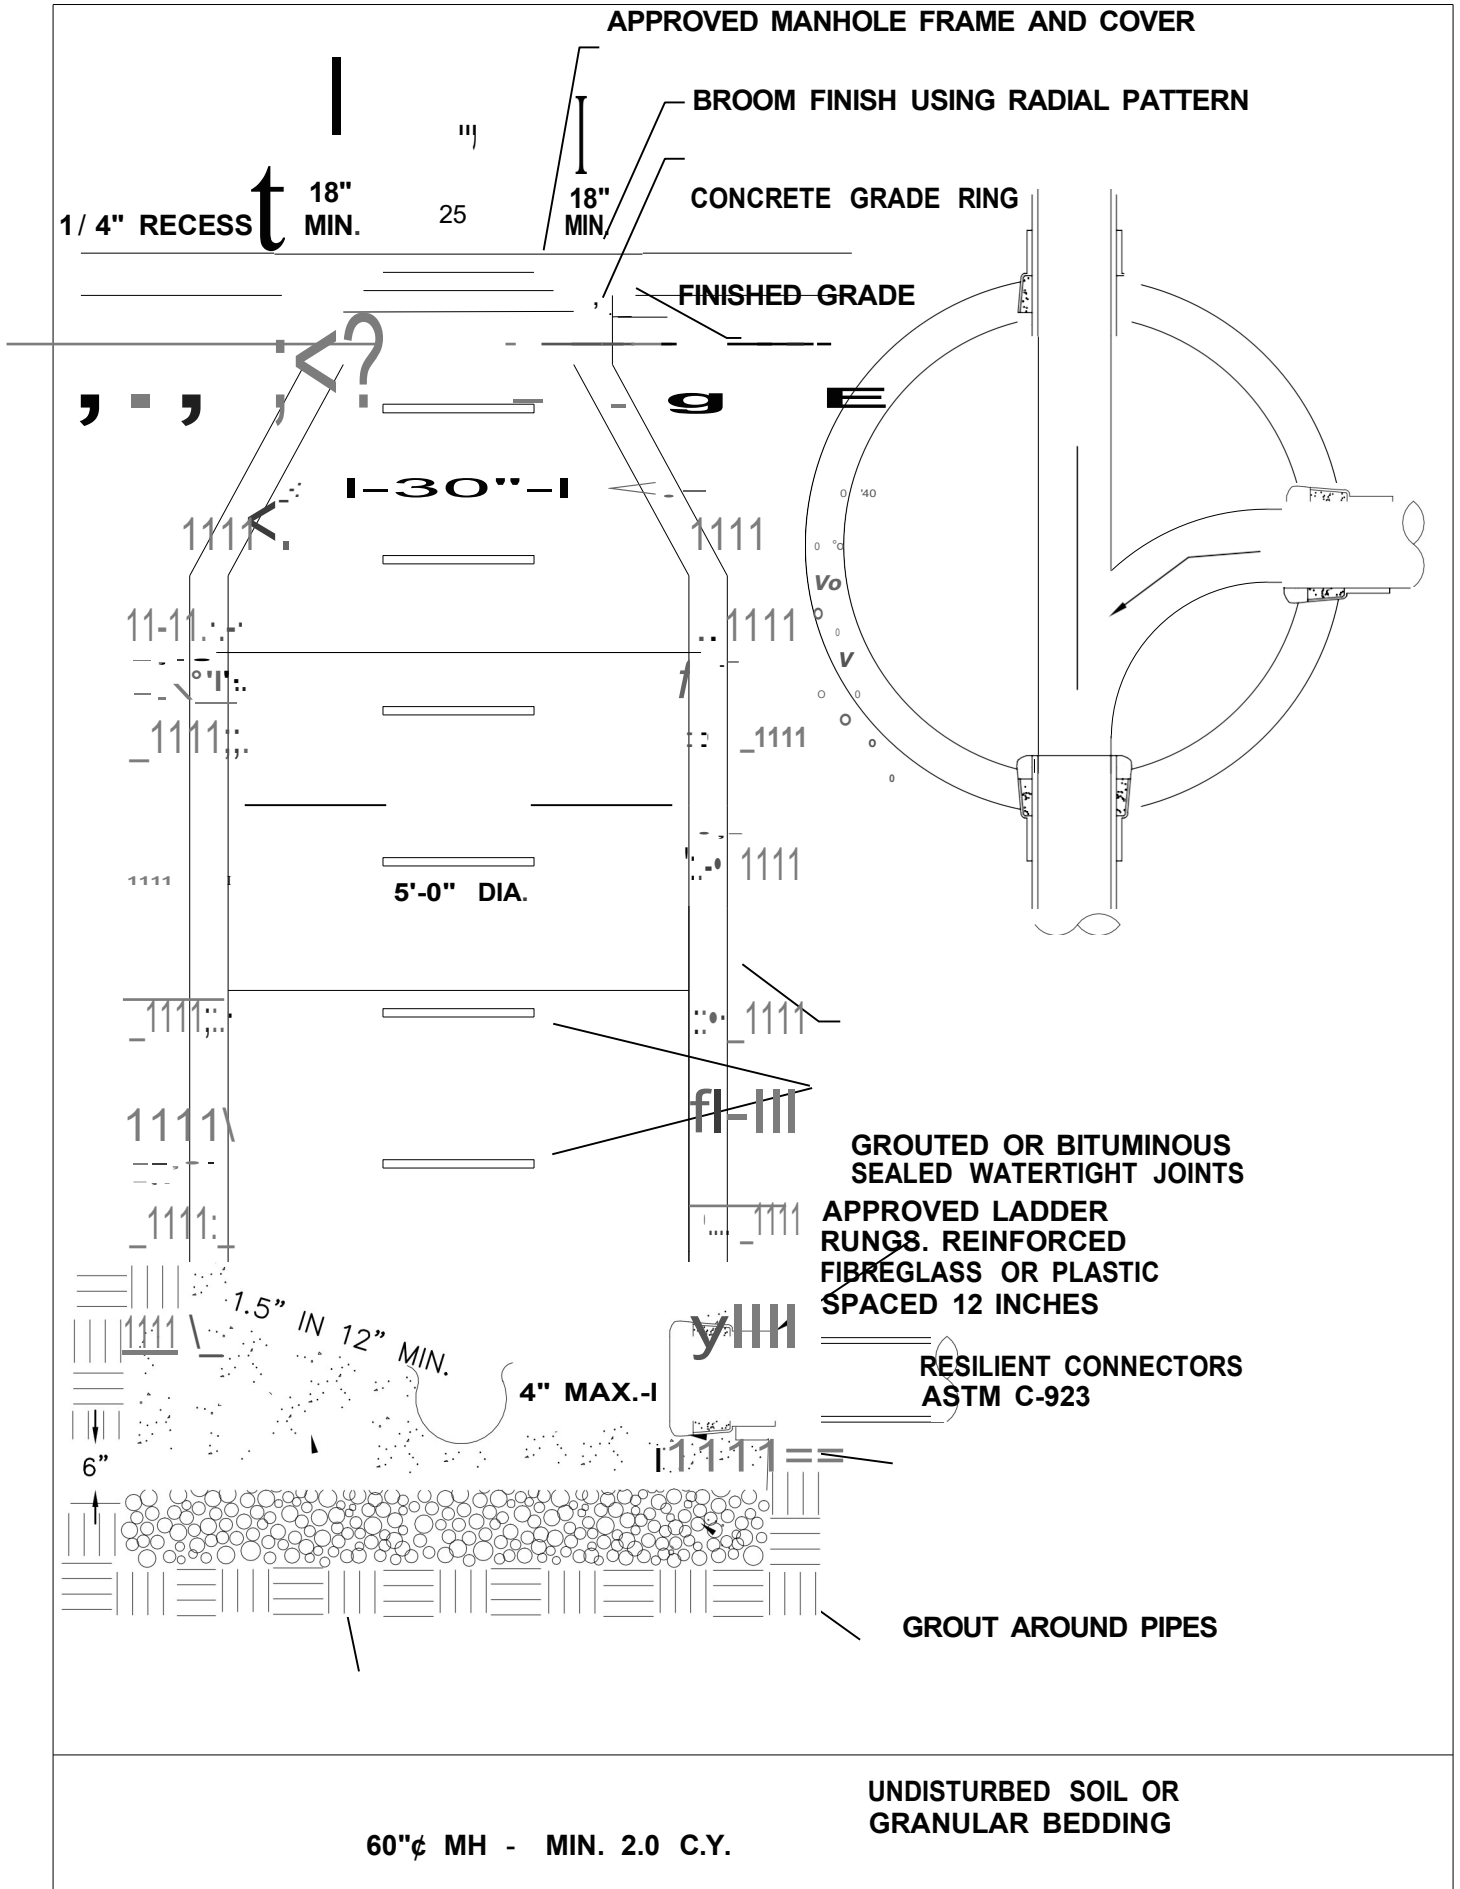 APPROVED MANHOLE FRAME AND COVER
BROOM FINISH USING RADIAL PATTERN
18"
MIN.
25
18"
MIN.
CONCRETE GRADE RING
1/4" RECESS
FINISHED GRADE
30"
5'-0" DIA.
GROUTED OR BITUMINOUS
SEALED WATERTIGHT JOINTS
APPROVED LADDER
RUNGS. REINFORCED
FIBREGLASS OR PLASTIC
SPACED 12 INCHES
1.5” IN 12” MIN.
4" MAX.
RESILIENT CONNECTORS
ASTM C-923
6”
GROUT AROUND PIPES
UNDISTURBED SOIL OR
GRANULAR BEDDING
60"¢ MH - MIN. 2.0 C.Y.